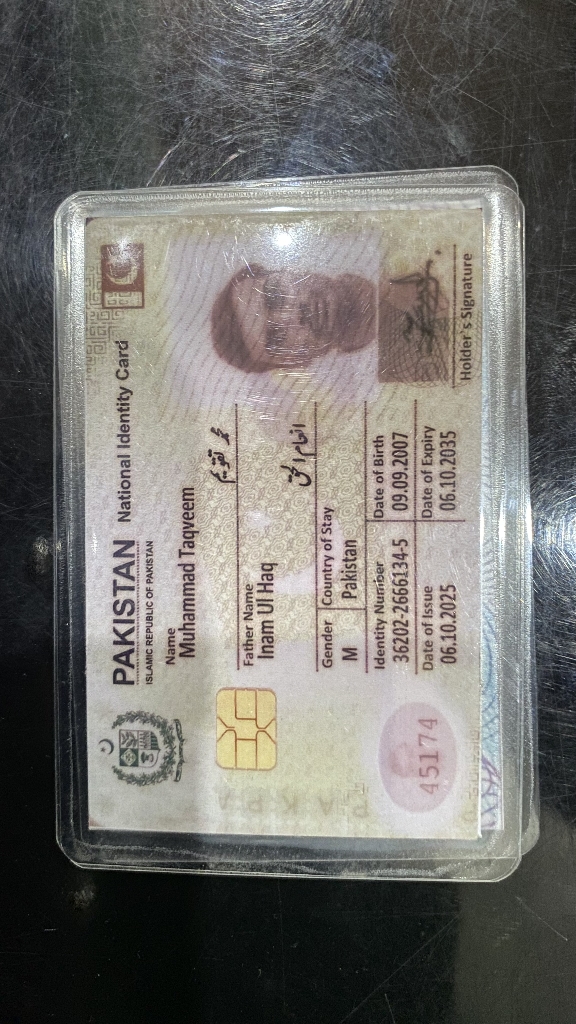 PAKISTAN National Identity Card
ISLAMIC REPUBLIC OF PAKISTAN
Name
Muhammad Taqveem
محمد تقویم
Father Name
Inam Ul Haq
انعام الحق
Gender Country of Stay
M Pakistan
Identity Number Date of Birth
36202-2666134-5 09.09.2007
Date of Issue Date of Expiry
06.10.2025 06.10.2035
Holder's Signature
45174